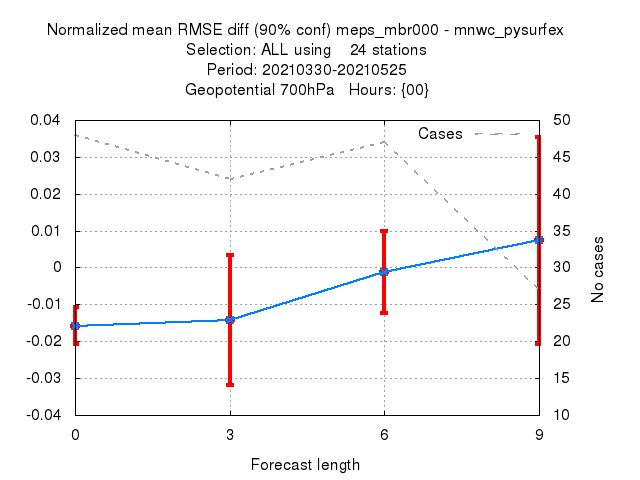 Normalized mean RMSE diff (90% conf) meps_mbr000 - mnwc_pysurfex
Selection: ALL using    24 stations
Period: 20210330-20210525
Geopotential 700hPa   Hours: {00}
Cases
0.04
0.03
0.02
0.01
0
-0.01
-0.02
-0.03
-0.04
50
45
40
35
30
25
20
15
10
No cases
0 3 6 9
Forecast length